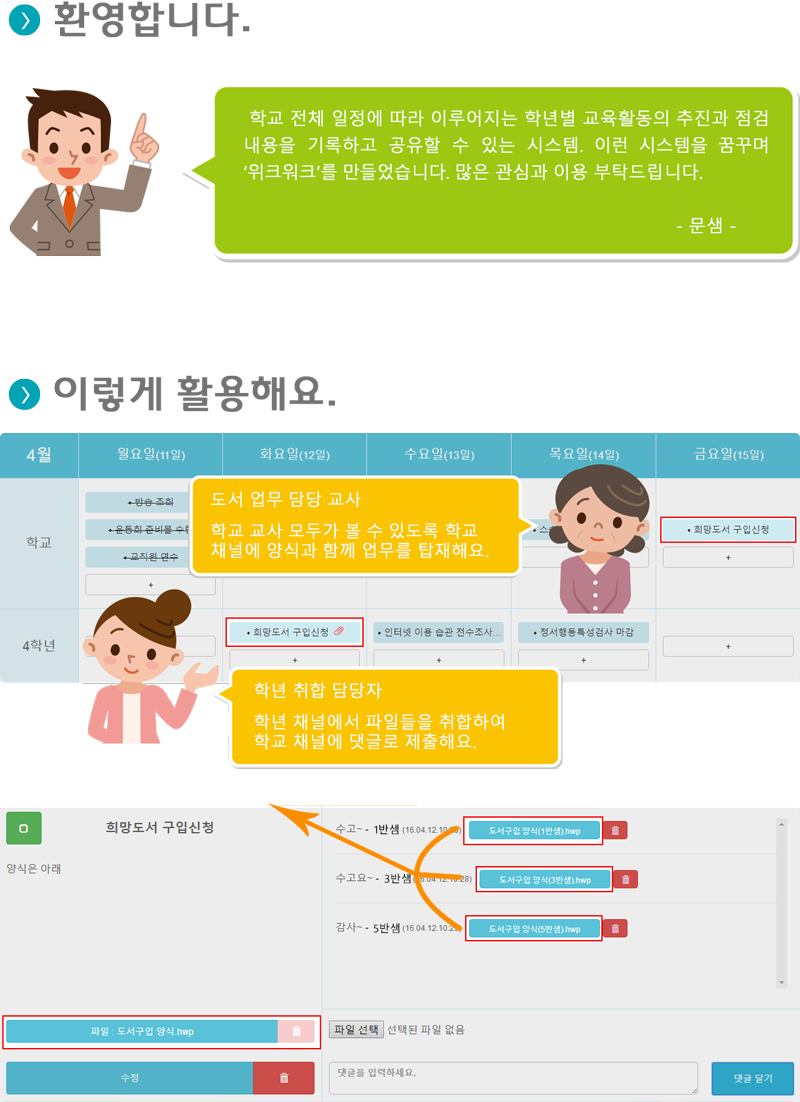 환영합니다.
학교 전체 일정에 따라 이루어지는 학년별 교육활동의 추진과 점검
내용을 기록하고 공유할 수 있는 시스템. 이런 시스템을 꿈꾸며
‘위크워크’를 만들었습니다. 많은 관심과 이용 부탁드립니다.
- 문샘 -
이렇게 활용해요.
4월 월요일(11일) 화요일(12일) 수요일(13일) 목요일(14일) 금요일(15일)
학교
• 방송 조회
• 운동회 준비물
• 교직원 연수
+
도서 업무 담당 교사
학교 교사 모두가 볼 수 있도록 학교
채널에 양식과 함께 업무를 탑재해요.
• 희망도서 구입신청
+
4학년
• 희망도서 구입신청
+
• 인터넷 이용 습관 전수조사...
+
• 정서행동특성검사 마감
+
+
학년 취합 담당자
학년 채널에서 파일들을 취합하여
학교 채널에 댓글로 제출해요.
희망도서 구입신청
양식은 아래
파일 : 도서구입 양식.hwp
수정
수고~ - 1반샘 (16.04.12.10: 도서구입 양식(1반샘).hwp
수고요~ - 3반샘 .04.12.10:28) 도서구입 양식(3반샘).hwp
감사~ - 5반샘 (16.04.12.10: 도서구입 양식(5반샘).hwp
파일 선택 선택된 파일 없음
댓글을 입력하세요.
댓글 달기